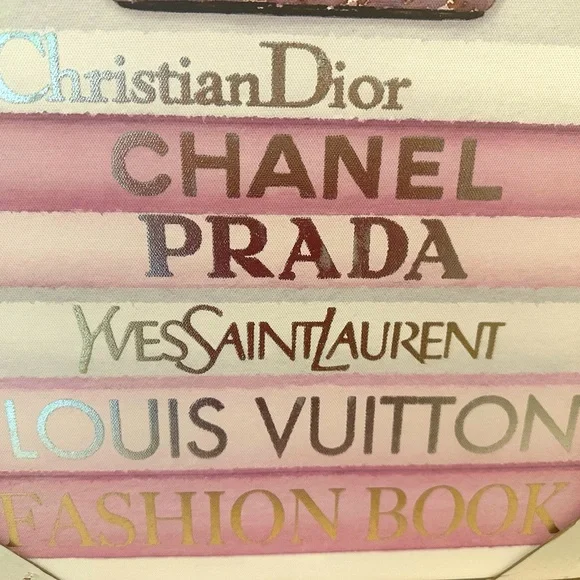 ChristianDior
CHANEL
PRADA
YVESSAINTLAURENT
LOUIS VUITTON
FASHION BOOK